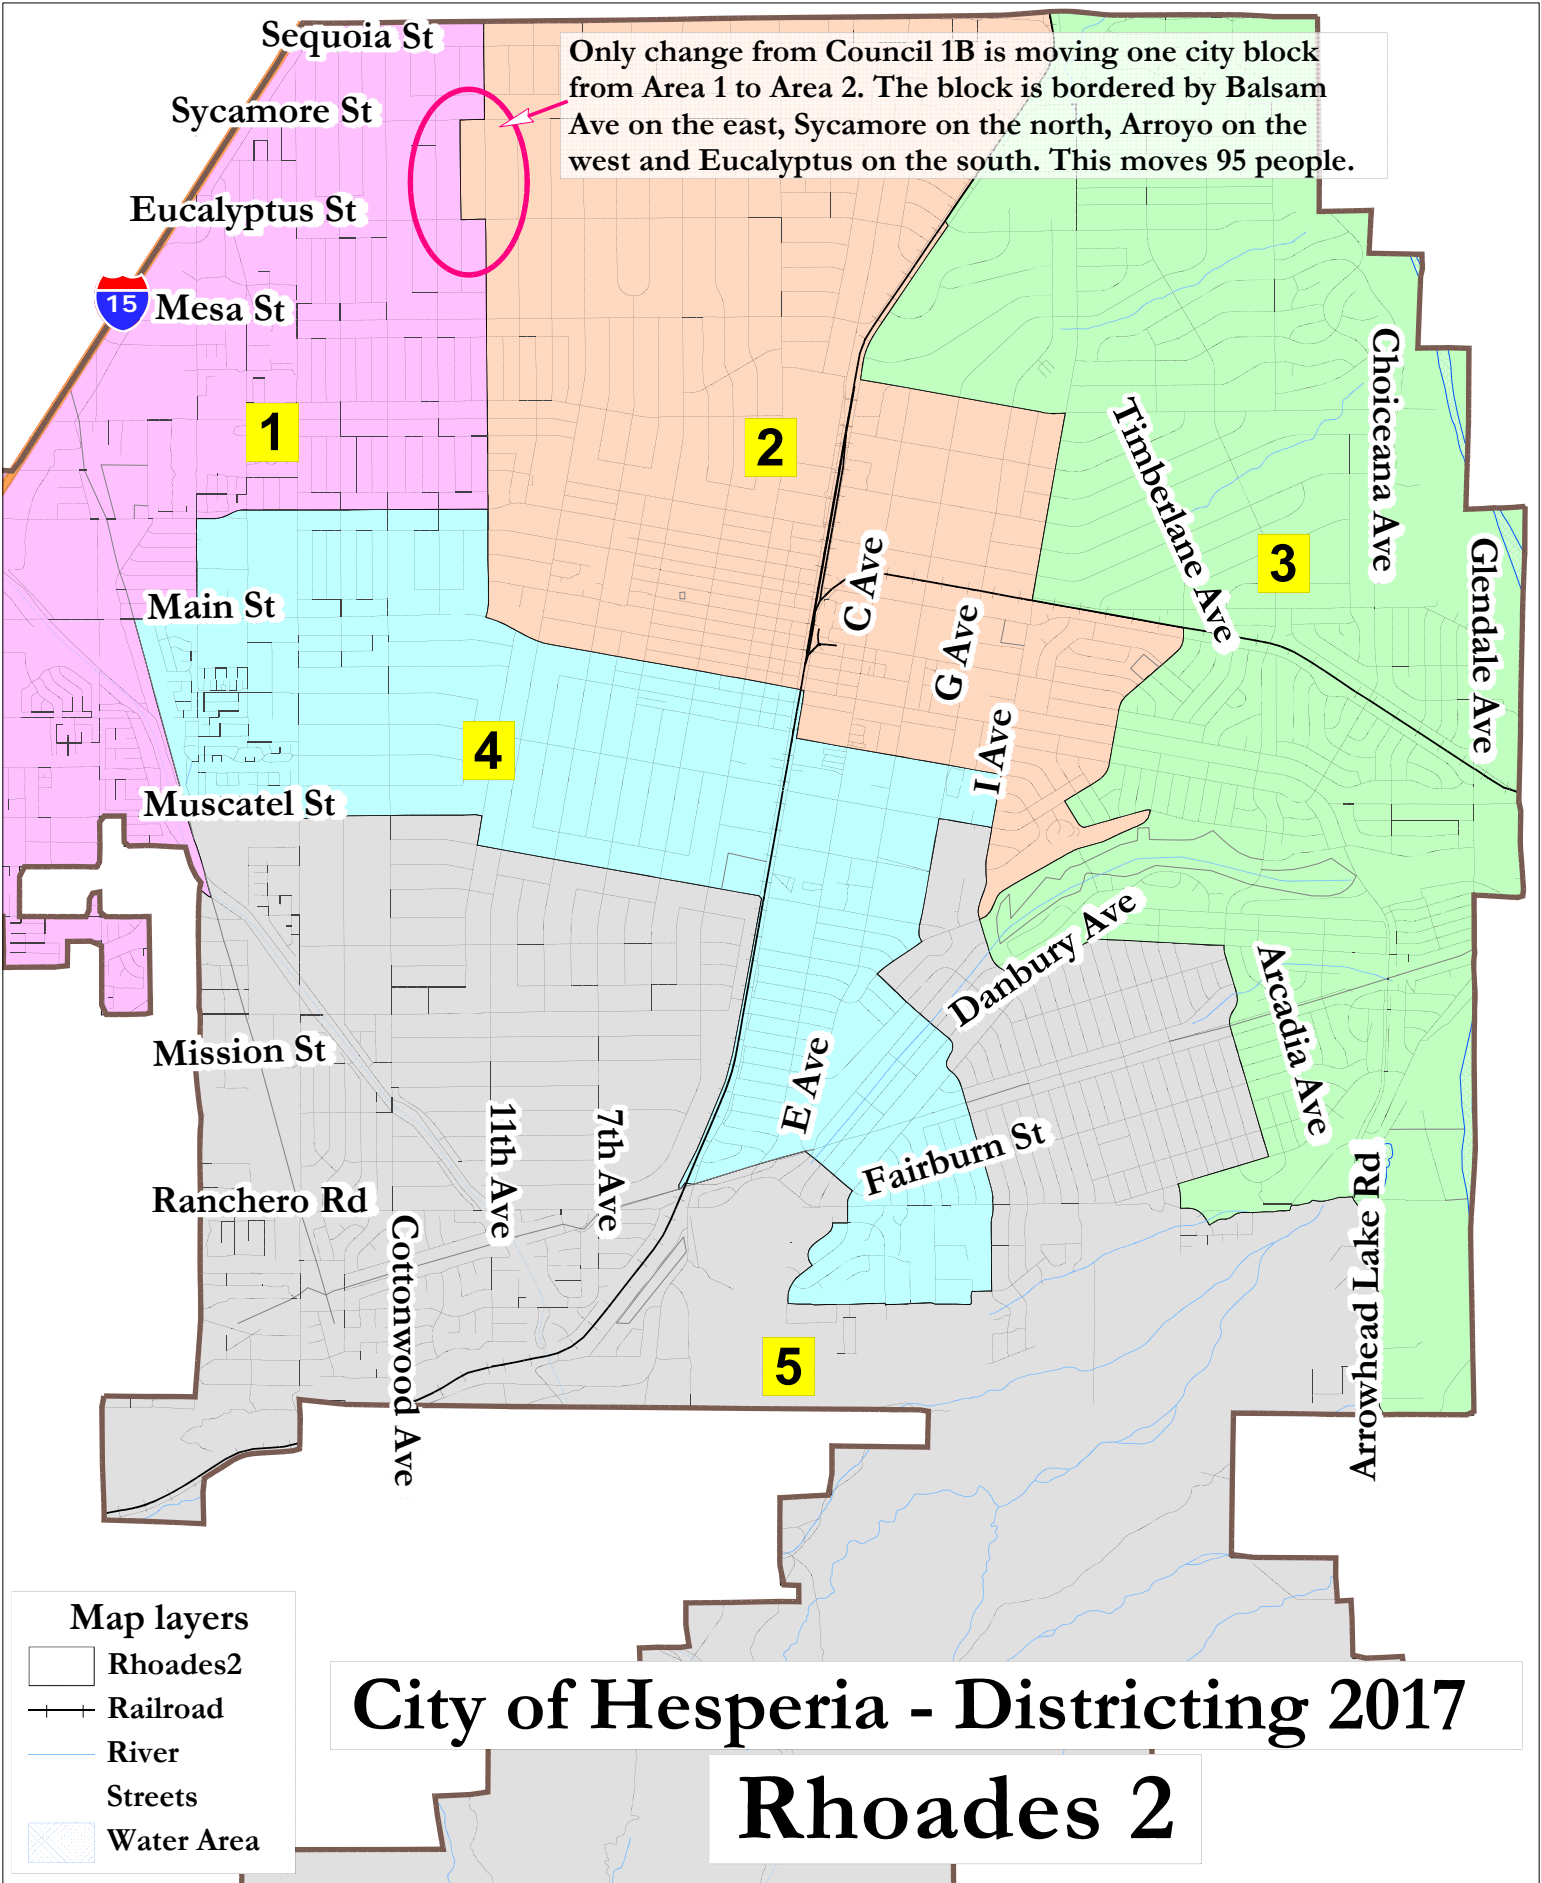 Sequoia St
Only change from Council 1B is moving one city block
from Area 1 to Area 2. The block is bordered by Balsam
Ave on the east, Sycamore on the north, Arroyo on the
west and Eucalyptus on the south. This moves 95 people.
Sycamore St
Eucalyptus St
15
Mesa St
1
2
3
Choiceana Ave
Timberlane Ave
Glendale Ave
C Ave
G Ave
I Ave
Main St
4
Muscatel St
Danbury Ave
Arcadia Ave
Mission St
E Ave
11th Ave
7th Ave
Fairburn St
Ranchero Rd
Cottonwood Ave
Arrowhead Lake Rd
5
Map layers
Rhoades2
Railroad
River
Streets
Water Area
City of Hesperia - Districting 2017
Rhoades 2